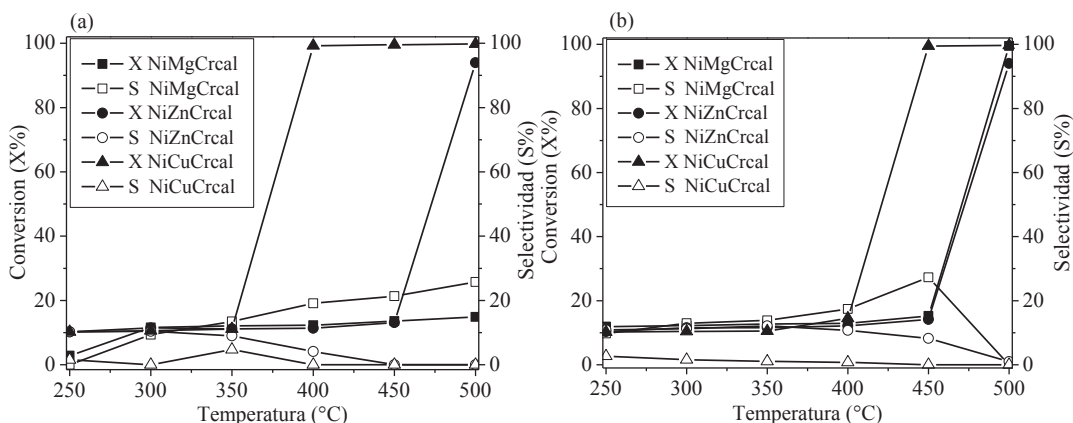 (a)
100
80
60
40
20
0
Conversion (X%)
X NiMgCrcal
S NiMgCrcal
X NiZnCrcal
S NiZnCrcal
X NiCuCrcal
S NiCuCrcal
100
80
60
40
20
0
Selectividad (S%)
250 300 350 400 450 500
Temperatura (°C)
(b)
100
80
60
40
20
0
Conversion (X%)
X NiMgCrcal
S NiMgCrcal
X NiZnCrcal
S NiZnCrcal
X NiCuCrcal
S NiCuCrcal
100
80
60
40
20
0
Selectividad (S%)
250 300 350 400 450 500
Temperatura (°C)